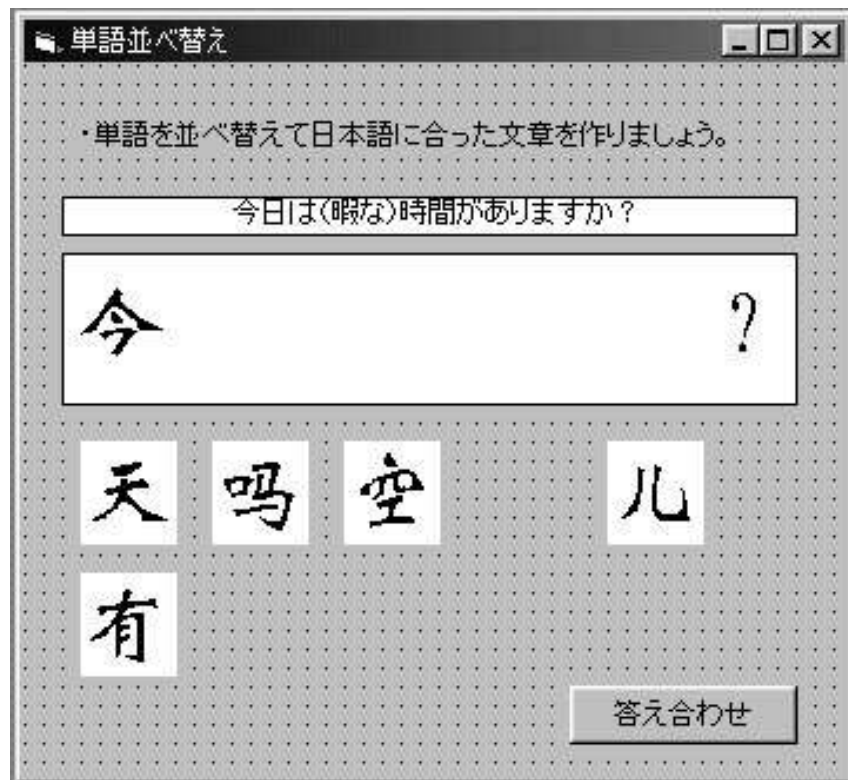 単語並べ替え
・単語を並べ替えて日本語に合った文章を作りましょう。
今日は(暇な)時間がありますか？
今 ？
天 吗 空 儿
有
答え合わせ